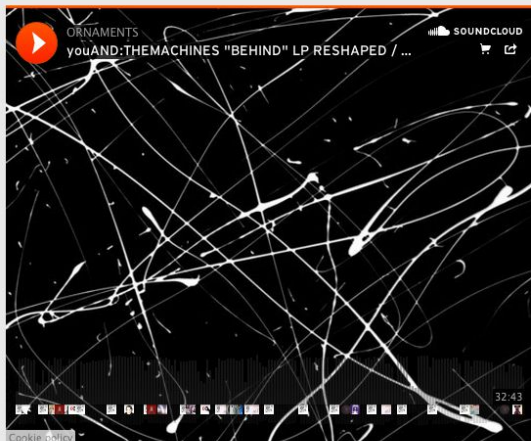 ORNAMENTS
SOUNDCLOUD
youAND:THEMACHINES "BEHIND" LP RESHAPED / ...
32:43
Cookie policy